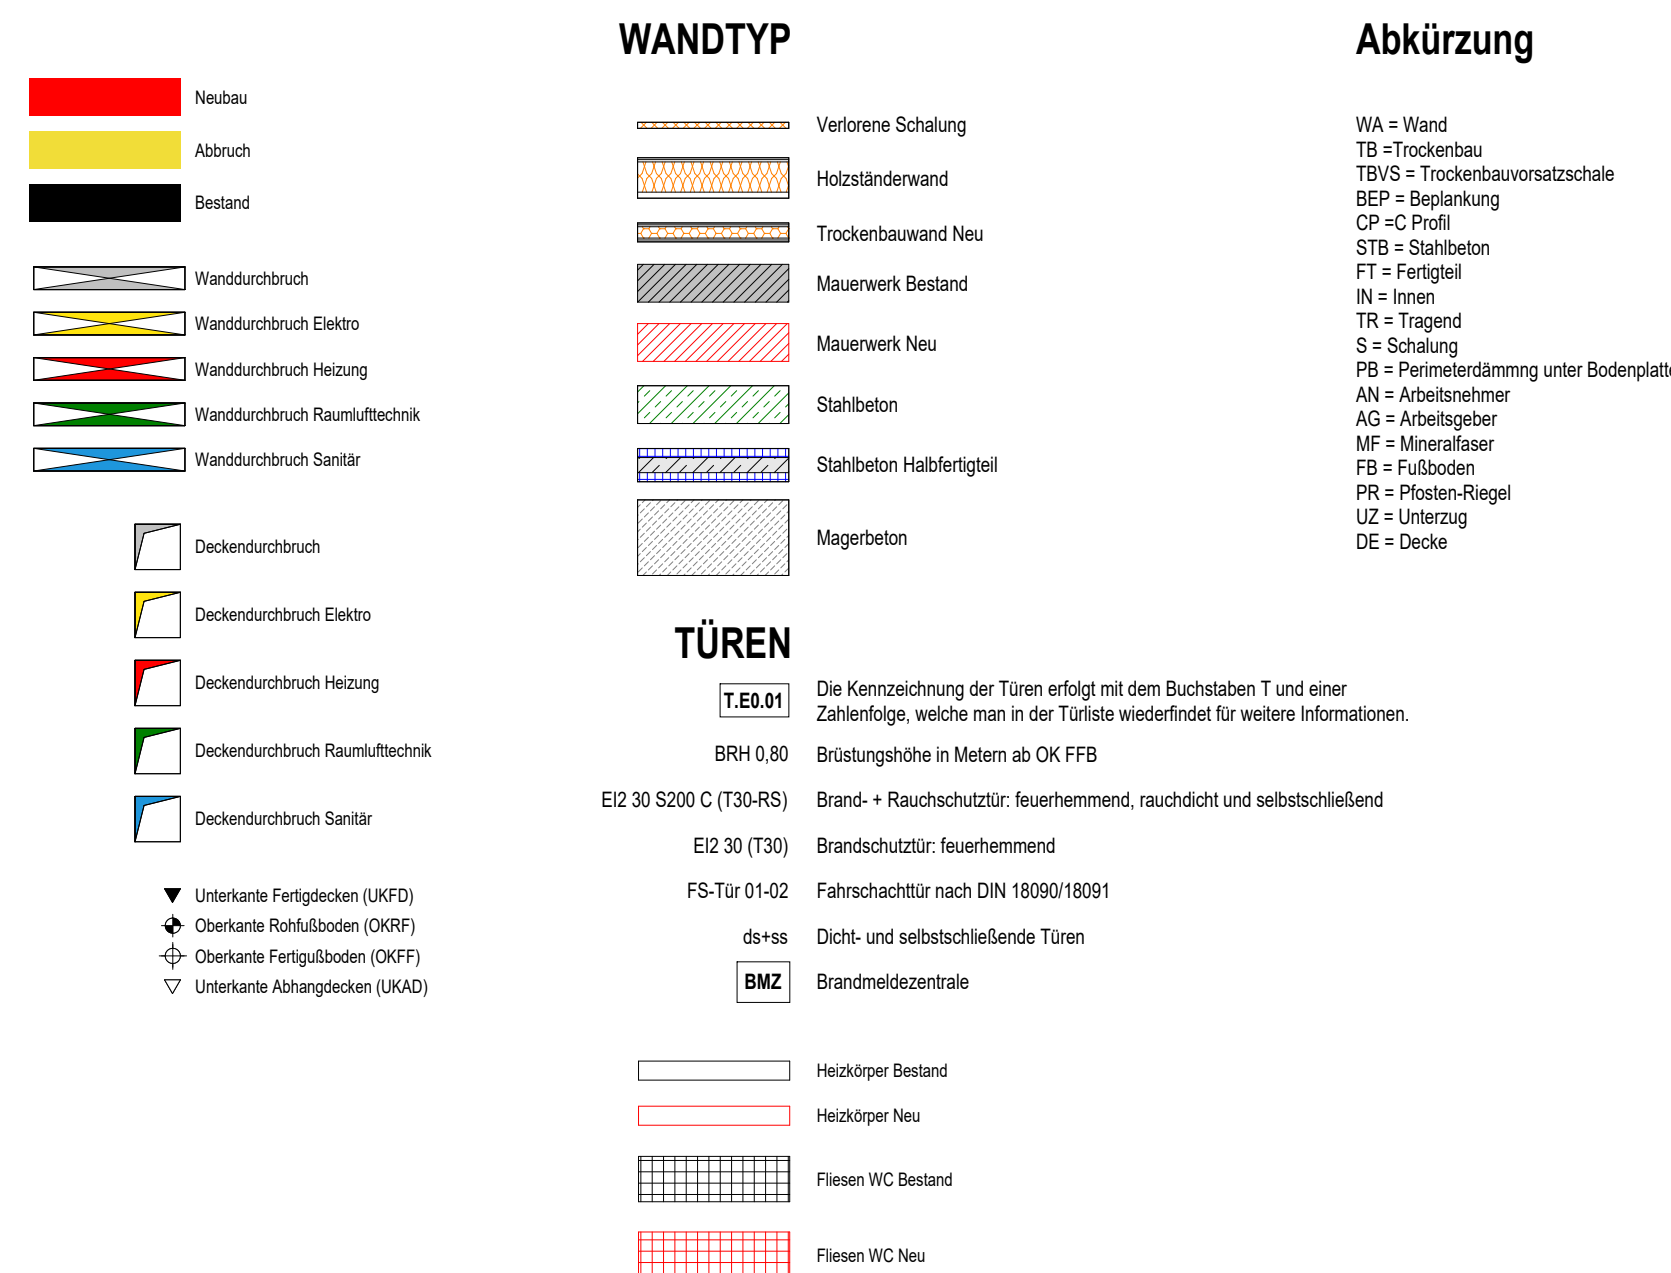 Neubau
Abbruch
Bestand
Wanddurchbruch
Wanddurchbruch Elektro
Wanddurchbruch Heizung
Wanddurchbruch Raumlufttechnik
Wanddurchbruch Sanitär
Deckendurchbruch
Deckendurchbruch Elektro
Deckendurchbruch Heizung
Deckendurchbruch Raumlufttechnik
Deckendurchbruch Sanitär
Unterkante Fertigdecken (UKFD)
Oberkante Rohfußboden (OKRF)
Oberkante Fertigußboden (OKFF)
Unterkante Abhangdecken (UKAD)
WANDTYP
Verlorene Schalung
Holzständerwand
Trockenbauwand Neu
Mauerwerk Bestand
Mauerwerk Neu
Stahlbeton
Stahlbeton Halbfertigteil
Magerbeton
TÜREN
T.E0.01 Die Kennzeichnung der Türen erfolgt mit dem Buchstaben T und einer
Zahlenfolge, welche man in der Türliste wiederfindet für weitere Informationen.
BRH 0,80 Brüstungshöhe in Metern ab OK FFB
EI2 30 S200 C (T30-RS) Brand- + Rauchschutztür: feuerhemmend, rauchdicht und selbstschließend
EI2 30 (T30) Brandschutztür: feuerhemmend
FS-Tür 01-02 Fahrschachttür nach DIN 18090/18091
ds+ss Dicht- und selbstschließende Türen
BMZ Brandmeldezentrale
Heizkörper Bestand
Heizkörper Neu
Fliesen WC Bestand
Fliesen WC Neu
Abkürzung
WA = Wand
TB =Trockenbau
TBVS = Trockenbauvorsatzschale
BEP = Beplankung
CP =C Profil
STB = Stahlbeton
FT = Fertigteil
IN = Innen
TR = Tragend
S = Schalung
PB = Perimeterdämmng unter Bodenplatte
AN = Arbeitsnehmer
AG = Arbeitsgeber
MF = Mineralfaser
FB = Fußboden
PR = Pfosten-Riegel
UZ = Unterzug
DE = Decke